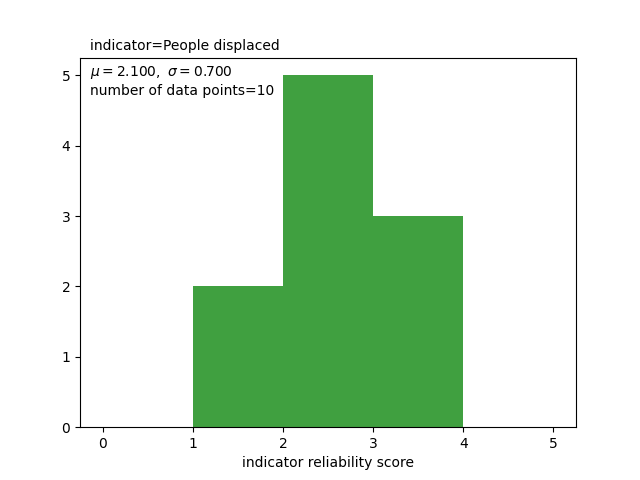 indicator=People displaced
μ = 2.100,  σ = 0.700
number of data points=10
5
4
3
2
1
0
0 1 2 3 4 5
indicator reliability score